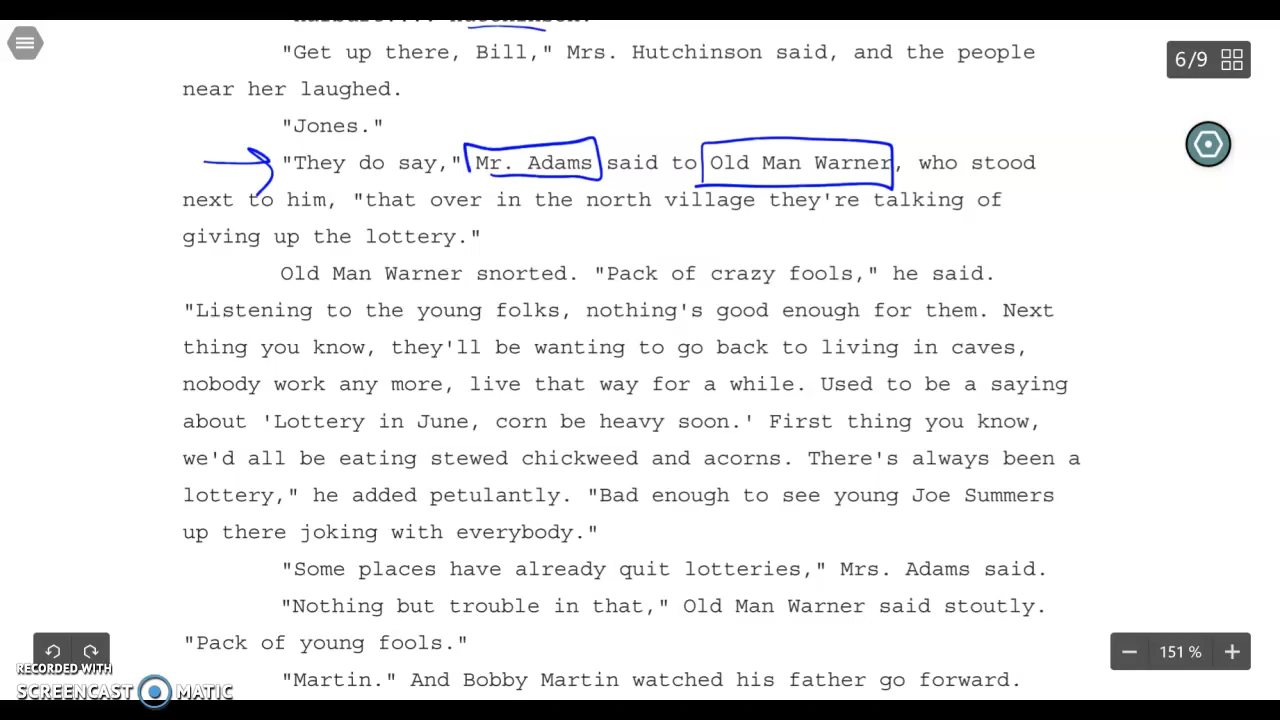 Hutchinson.
"Get up there, Bill," Mrs. Hutchinson said, and the people
near her laughed.
"Jones."
"They do say," Mr. Adams said to Old Man Warner, who stood
next to him, "that over in the north village they're talking of
giving up the lottery."
Old Man Warner snorted. "Pack of crazy fools," he said.
"Listening to the young folks, nothing's good enough for them. Next
thing you know, they'll be wanting to go back to living in caves,
nobody work any more, live that way for a while. Used to be a saying
about 'Lottery in June, corn be heavy soon.' First thing you know,
we'd all be eating stewed chickweed and acorns. There's always been a
lottery," he added petulantly. "Bad enough to see young Joe Summers
up there joking with everybody."
"Some places have already quit lotteries," Mrs. Adams said.
"Nothing but trouble in that," Old Man Warner said stoutly.
"Pack of young fools."
"Martin." And Bobby Martin watched his father go forward.
6/9
151 %
RECORDED WITH
SCREENCAST MATIC